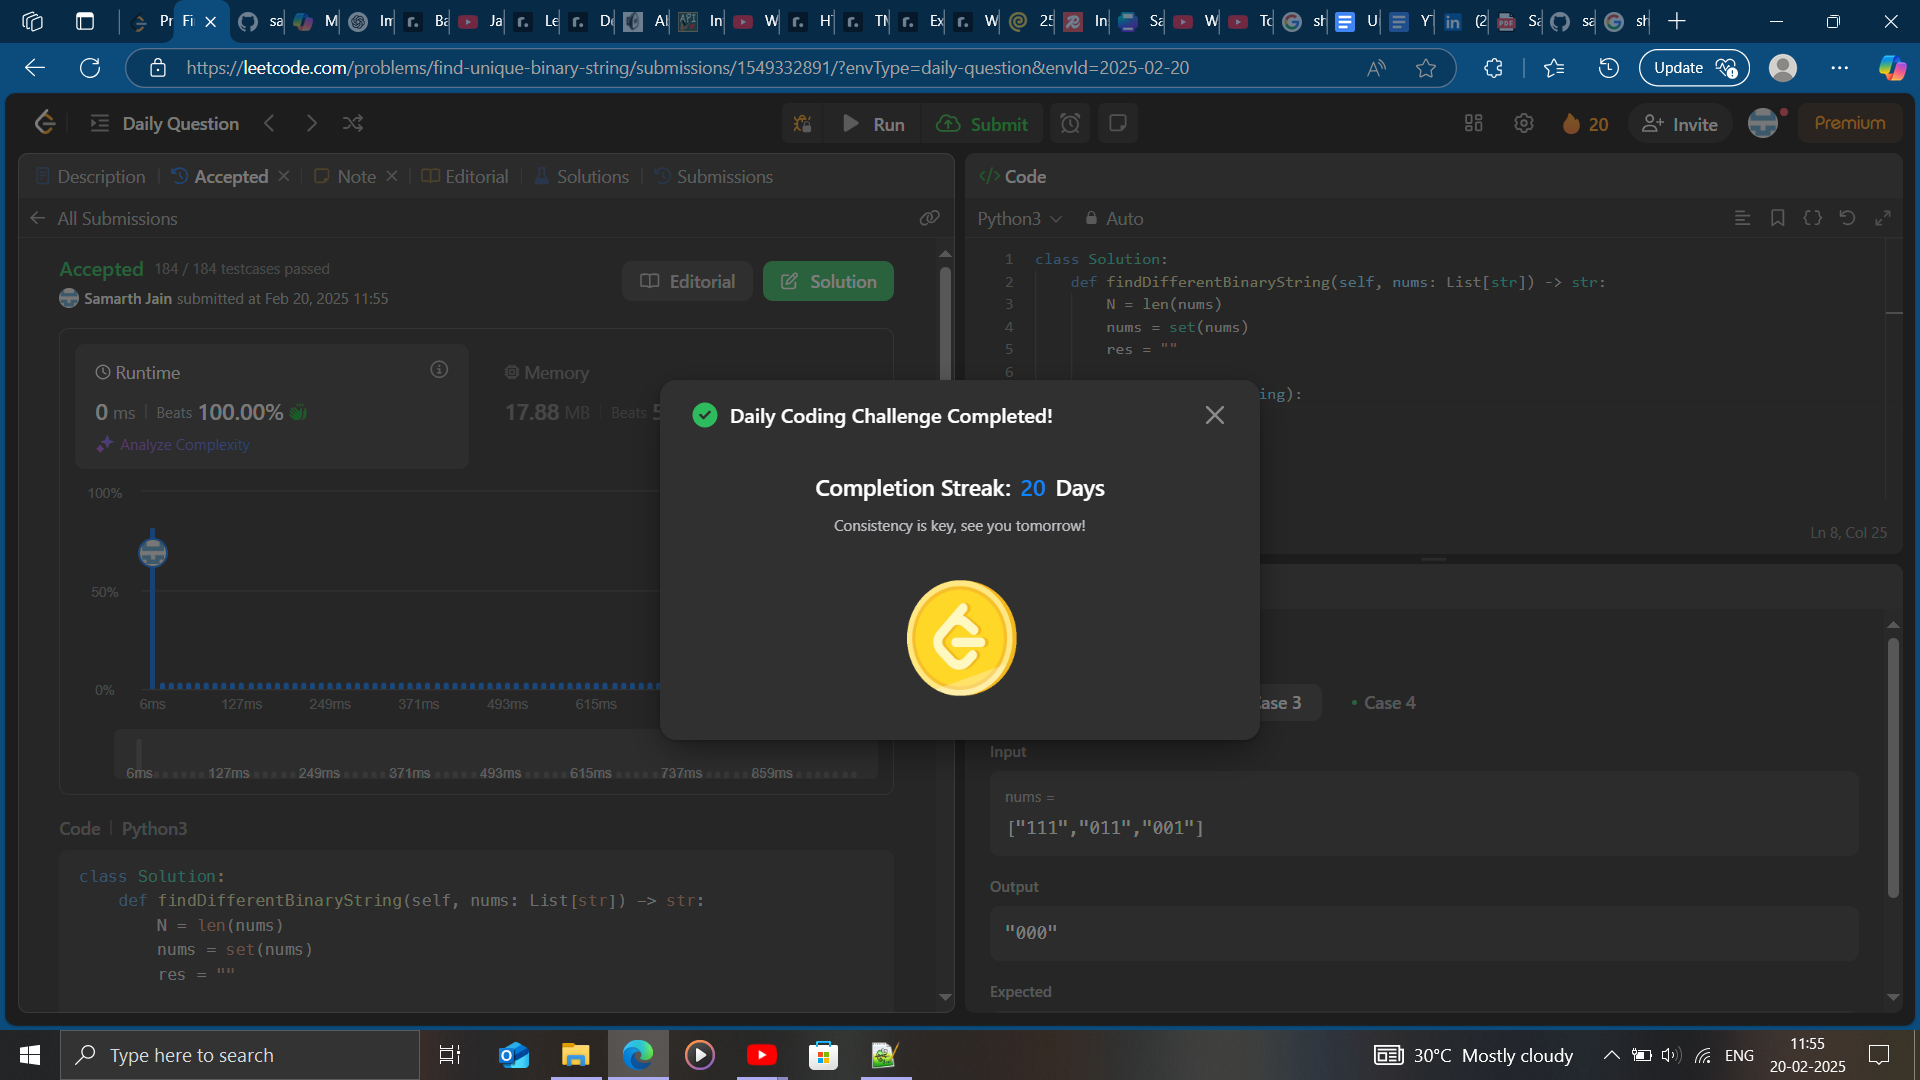 Pr
Fi
sa
M
Im
Ba
Ja
Le
De
Al
In
W
H
TM
Ex
W
25
In
Sa
W
To
sh
U
Y
(2
Sa
sa
sh
https://leetcode.com/problems/find-unique-binary-string/submissions/1549332891/?envType=daily-question&envId=2025-02-20
Update
Daily Question
Run
Submit
20
Invite
Premium
Description
Accepted
Note
Editorial
Solutions
Submissions
All Submissions
Accepted 184 / 184 testcases passed
Samarth Jain submitted at Feb 20, 2025 11:55
Editorial
Solution
Runtime
0 ms | Beats 100.00%
Analyze Complexity
Memory
17.88 MB | Beats 5
100%
50%
0%
6ms 127ms 249ms 371ms 493ms 615ms
6ms 127ms 249ms 371ms 493ms 615ms 737ms 859ms
Code | Python3
class Solution:
def findDifferentBinaryString(self, nums: List[str]) -> str:
N = len(nums)
nums = set(nums)
res = ""
</> Code
Python3
Auto
1 class Solution:
2 def findDifferentBinaryString(self, nums: List[str]) -> str:
3 N = len(nums)
4 nums = set(nums)
5 res = ""
6
ing):
Ln 8, Col 25
Daily Coding Challenge Completed!
Completion Streak: 20 Days
Consistency is key, see you tomorrow!
ase 3
Case 4
Input
nums =
["111","011","001"]
Output
"000"
Expected
Type here to search
30°C Mostly cloudy
ENG
11:55
20-02-2025